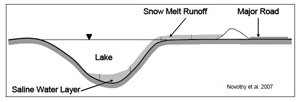 Snow Melt Runoff
Major Road
Lake
Saline Water Layer
Novotny et al. 2007